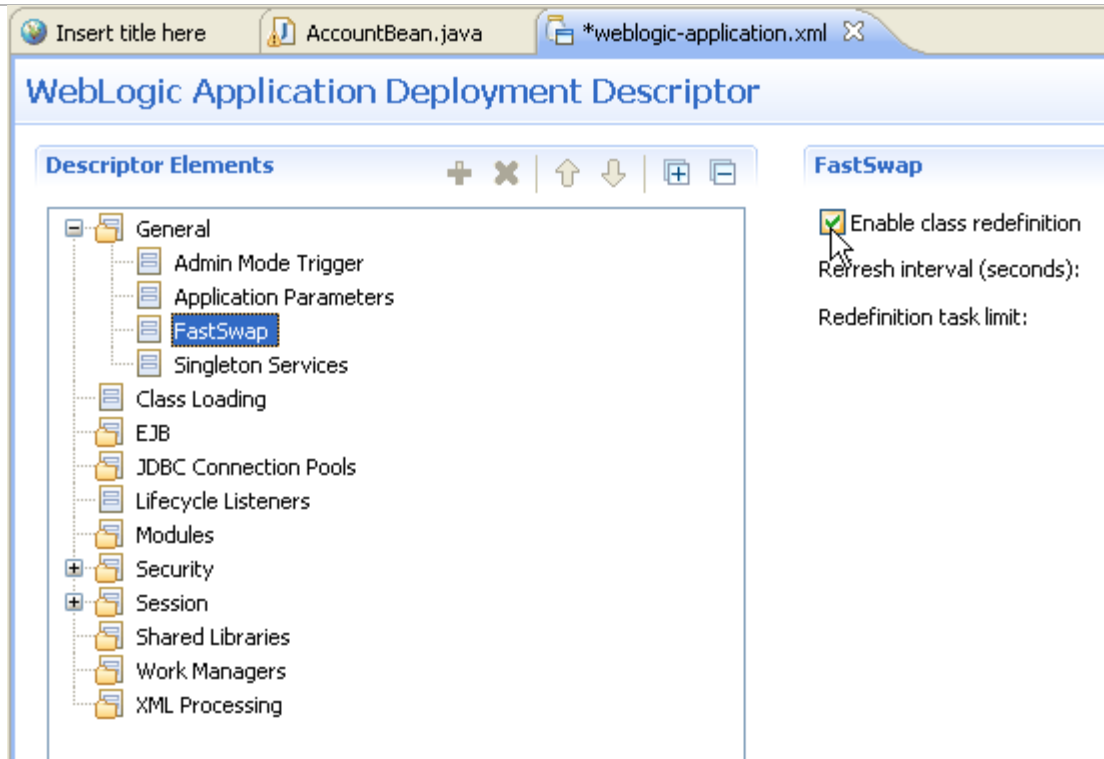 Insert title here
AccountBean.java
*weblogic-application.xml
WebLogic Application Deployment Descriptor
Descriptor Elements
General
Admin Mode Trigger
Application Parameters
FastSwap
Singleton Services
Class Loading
EJB
JDBC Connection Pools
Lifecycle Listeners
Modules
Security
Session
Shared Libraries
Work Managers
XML Processing
FastSwap
Enable class redefinition
Refresh interval (seconds):
Redefinition task limit: